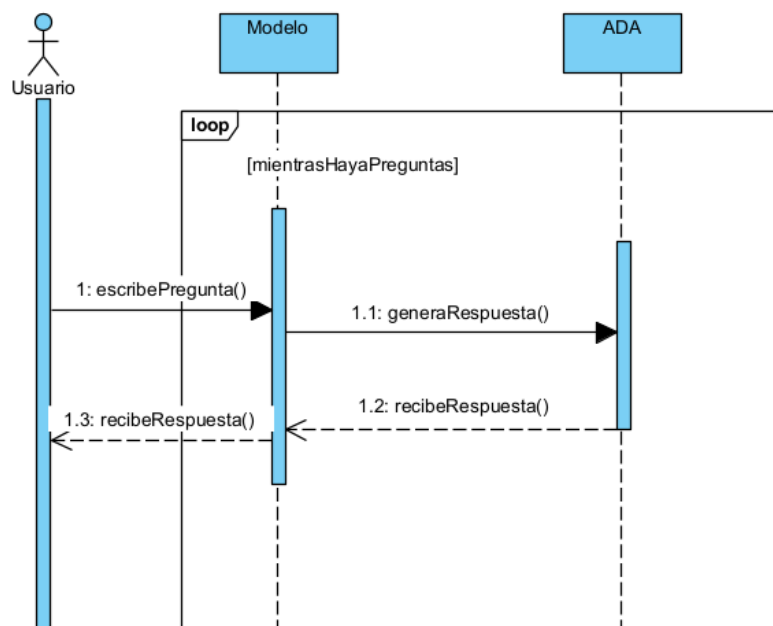 Modelo
ADA
Usuario
loop
[mientrasHayaPreguntas]
1: escribePregunta()
1.1: generaRespuesta()
1.2: recibeRespuesta()
1.3: recibeRespuesta()